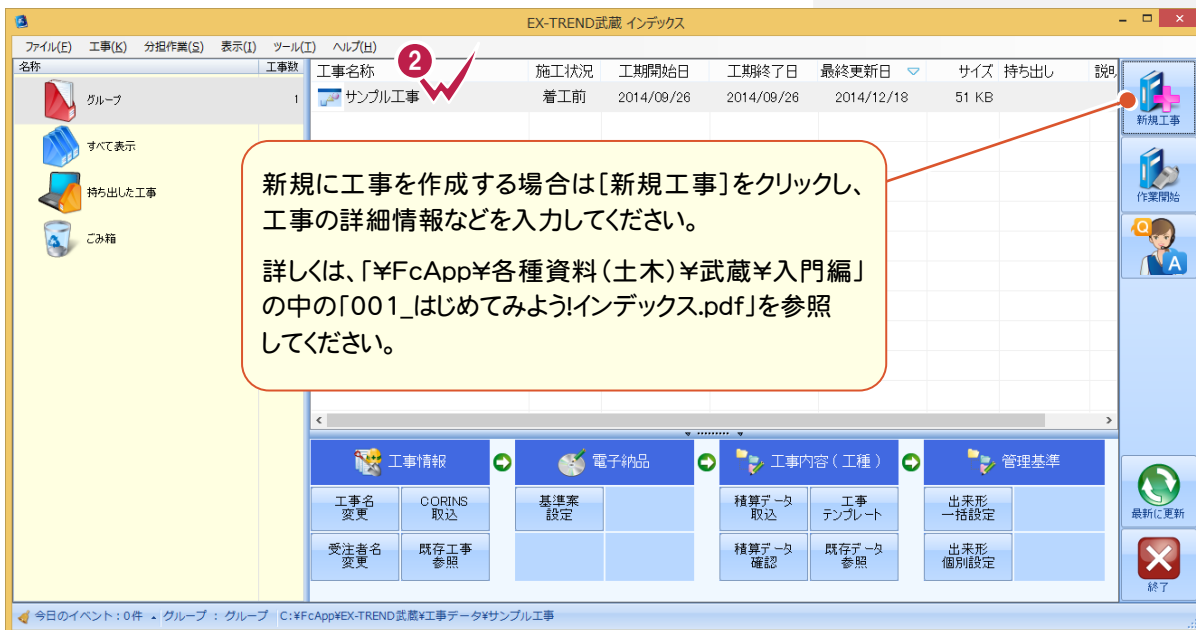 EX-TREND武蔵 インデックス
ファイル(F) 工事(K) 分担作業(S) 表示(I) ツール(T) ヘルプ(H)
名称 工事数
グループ 1
すべて表示
持ち出した工事
ごみ箱
工事名称 施工状況 工期開始日 工期終了日 最終更新日 サイズ 持ち出し 説明
サンプル工事 着工前 2014/09/26 2014/09/26 2014/12/18 51 KB
2
新規に工事を作成する場合は[新規工事]をクリックし、
工事の詳細情報などを入力してください。
詳しくは、「¥FcApp¥各種資料(土木)¥武蔵¥入門編」
の中の「001_はじめてみよう!インデックス.pdf」を参照
してください。
新規工事
作業開始
Q
A
最新に更新
終了
工事情報 電子納品 工事内容(工種) 管理基準
工事名
変更
CORINS
取込
基準案
設定
積算データ
取込
工事
テンプレート
出来形
一括設定
受注者名
変更
既存工事
参照
積算データ
確認
既存データ
参照
出来形
個別設定
今日のイベント:0件 グループ : グループ C:¥FcApp¥EX-TREND武蔵¥工事データ¥サンプル工事